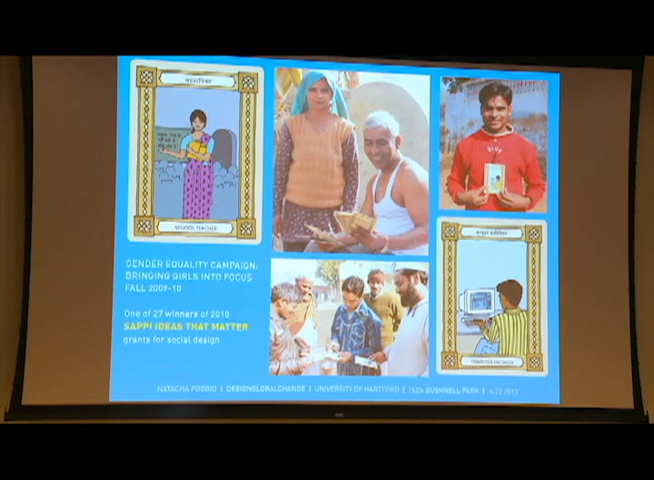 अध्यापिका
SCHOOL TEACHER
GENDER EQUALITY CAMPAIGN:
BRINGING GIRLS INTO FOCUS
FALL 2009-10
One of 27 winners of 2010
SAPPI IDEAS THAT MATTER
grants for social design
COMPUTER ENGINEER
NATACHA POGGIO | DESIGNGLOBALCHANGE | UNIVERSITY OF HARTFORD | TEDx BUSHNELL PARK | 6.22.2013